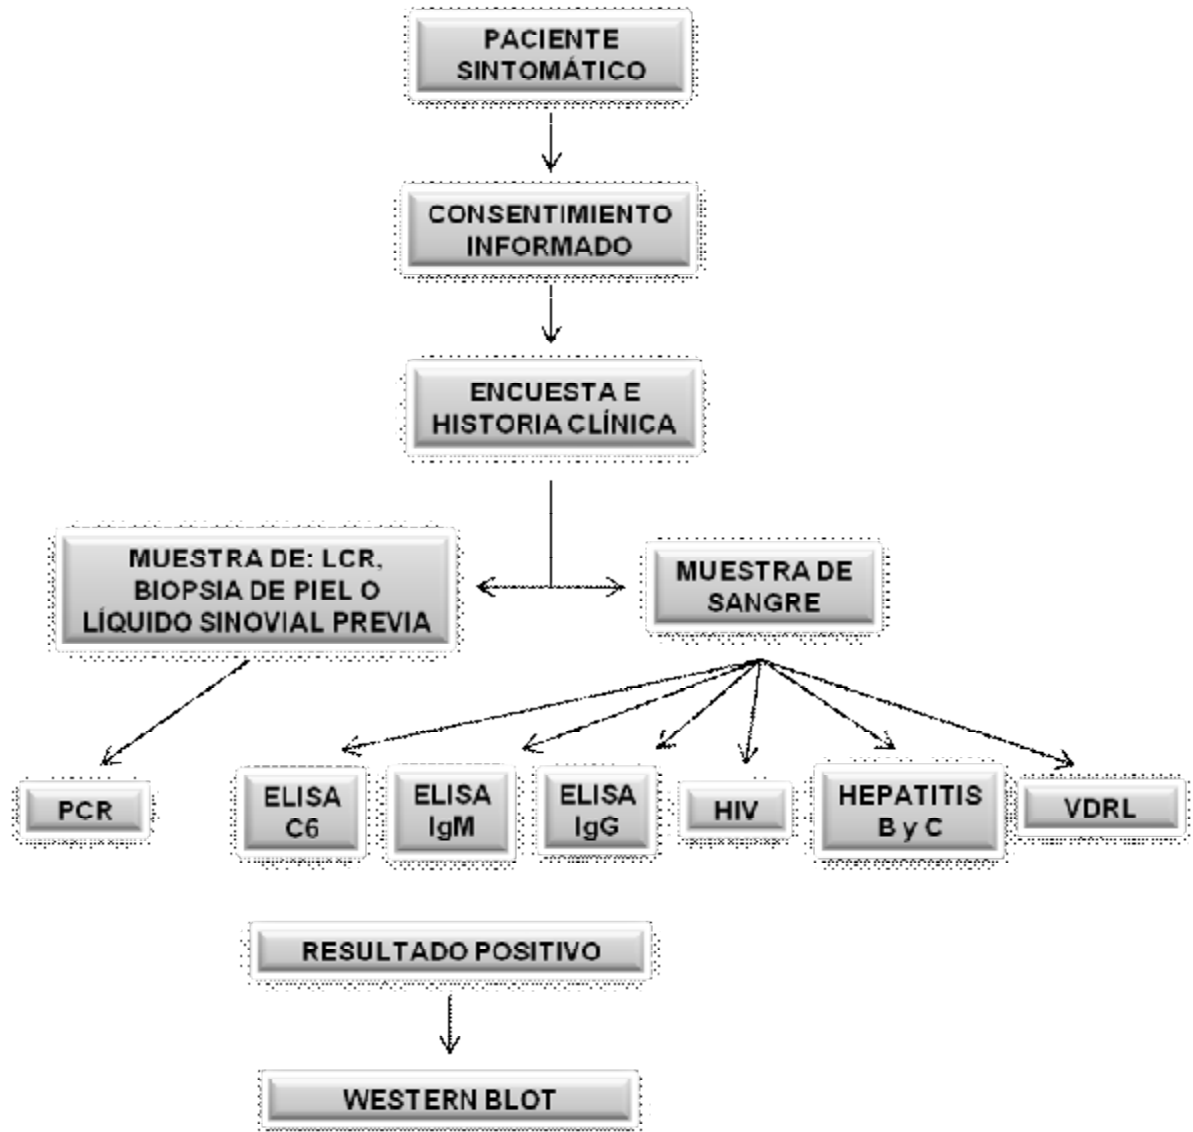 PACIENTE
SINTOMÁTICO
CONSENTIMIENTO
INFORMADO
ENCUESTA E
HISTORIA CLÍNICA
MUESTRA DE: LCR,
BIOPSIA DE PIEL O
LÍQUIDO SINOVIAL PREVIA
MUESTRA DE
SANGRE
PCR
ELISA
C6
ELISA
IgM
ELISA
IgG
HIV
HEPATITIS
B y C
VDRL
RESULTADO POSITIVO
WESTERN BLOT